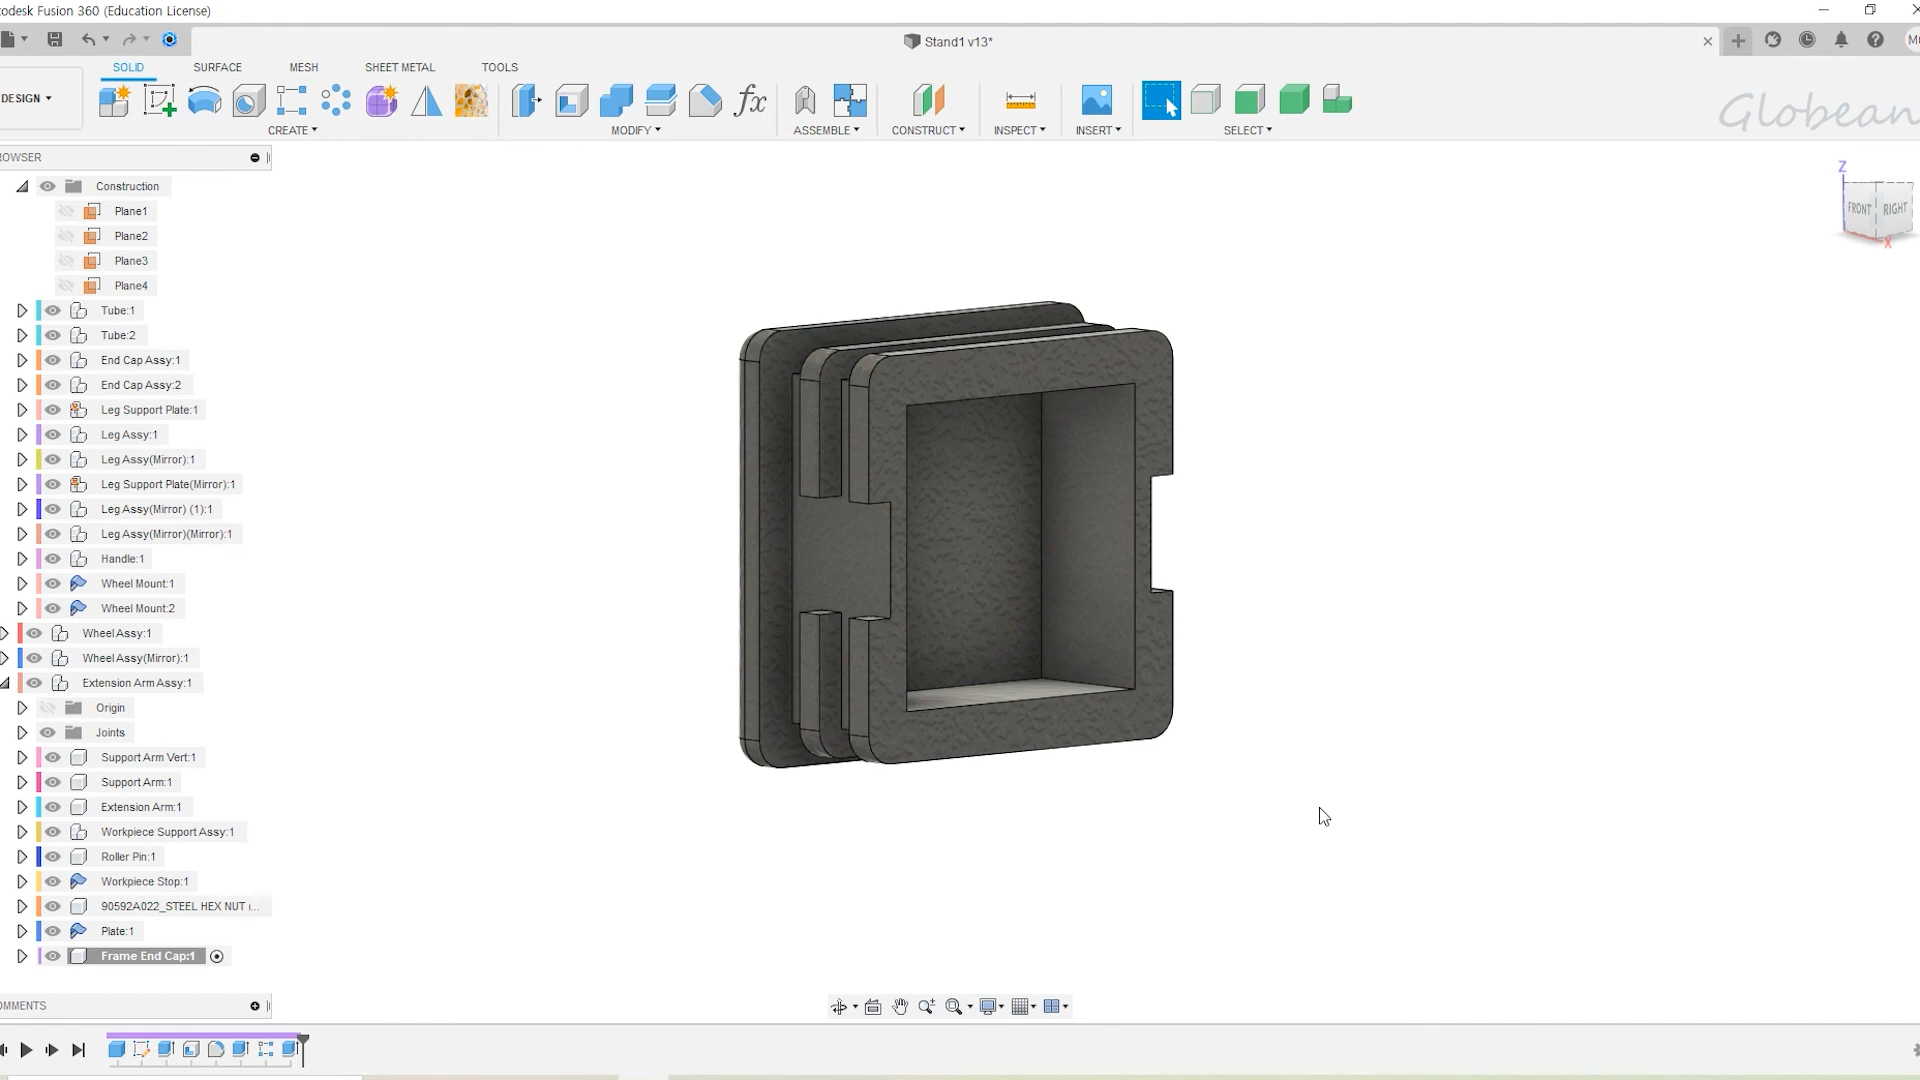 todesk Fusion 360 (Education License)
Stand1 v13*
SOLID SURFACE MESH SHEET METAL TOOLS
DESIGN
CREATE MODIFY ASSEMBLE CONSTRUCT INSPECT INSERT SELECT
Globean
OWSER
Construction
Plane1
Plane2
Plane3
Plane4
Tube:1
Tube:2
End Cap Assy:1
End Cap Assy:2
Leg Support Plate:1
Leg Assy:1
Leg Assy(Mirror):1
Leg Support Plate(Mirror):1
Leg Assy(Mirror) (1):1
Leg Assy(Mirror)(Mirror):1
Handle:1
Wheel Mount:1
Wheel Mount:2
Wheel Assy:1
Wheel Assy(Mirror):1
Extension Arm Assy:1
Origin
Joints
Support Arm Vert:1
Support Arm:1
Extension Arm:1
Workpiece Support Assy:1
Roller Pin:1
Workpiece Stop:1
90592A022_STEEL HEX NUT (...
Plate:1
Frame End Cap:1
OMMENTS
Z
FRONT RIGHT
X